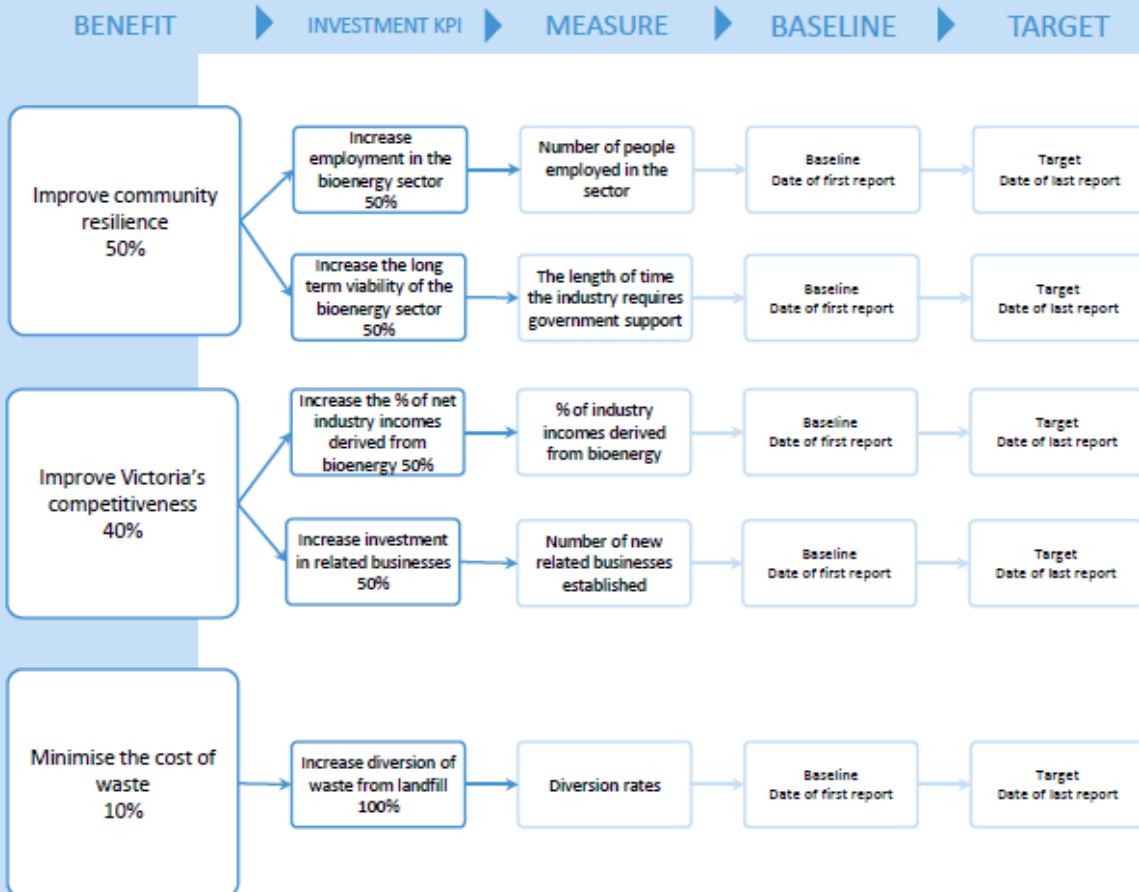 BENEFIT
INVESTMENT KPI
MEASURE
BASELINE
TARGET
Improve community
resilience
50%
Increase
employment in the
bioenergy sector
50%
Number of people
employed in the
sector
Baseline
Date of first report
Target
Date of last report
Increase the long
term viability of the
bioenergy sector
50%
The length of time
the industry requires
government support
Baseline
Date of first report
Target
Date of last report
Improve Victoria's
competitiveness
40%
Increase the % of net
industry incomes
derived from
bioenergy 50%
% of industry
incomes derived
from bioenergy
Baseline
Date of first report
Target
Date of last report
Increase investment
in related businesses
50%
Number of new
related businesses
established
Baseline
Date of first report
Target
Date of last report
Minimise the cost of
waste
10%
Increase diversion of
waste from landfill
100%
Diversion rates
Baseline
Date of first report
Target
Date of last report